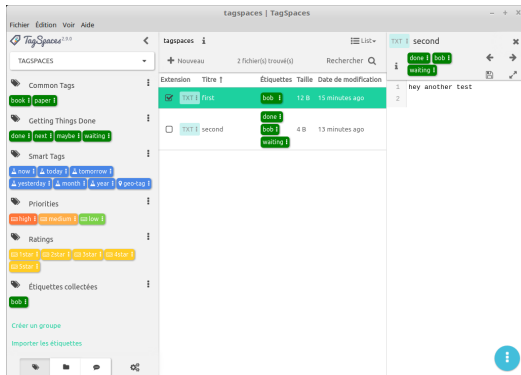 tagspaces | TagSpaces
Fichier Édition Voir Aide
TagSpaces 2.9.0
TAGSPACES
Common Tags
book paper
Getting Things Done
done next maybe waiting
Smart Tags
now today tomorrow
yesterday month year geo-tag
Priorities
high medium low
Ratings
1star 2star 3star 4star
5star
Étiquettes collectées
bob
Créer un groupe
Importer les étiquettes
tagspaces List
Nouveau 2 fichier(s) trouvé(s) Rechercher
Extension Titre Étiquettes Taille Date de modification
TXT first bob 12 B 15 minutes ago
TXT second done bob waiting 4 B 13 minutes ago
TXT second
done bob
waiting
1 hey another test
2